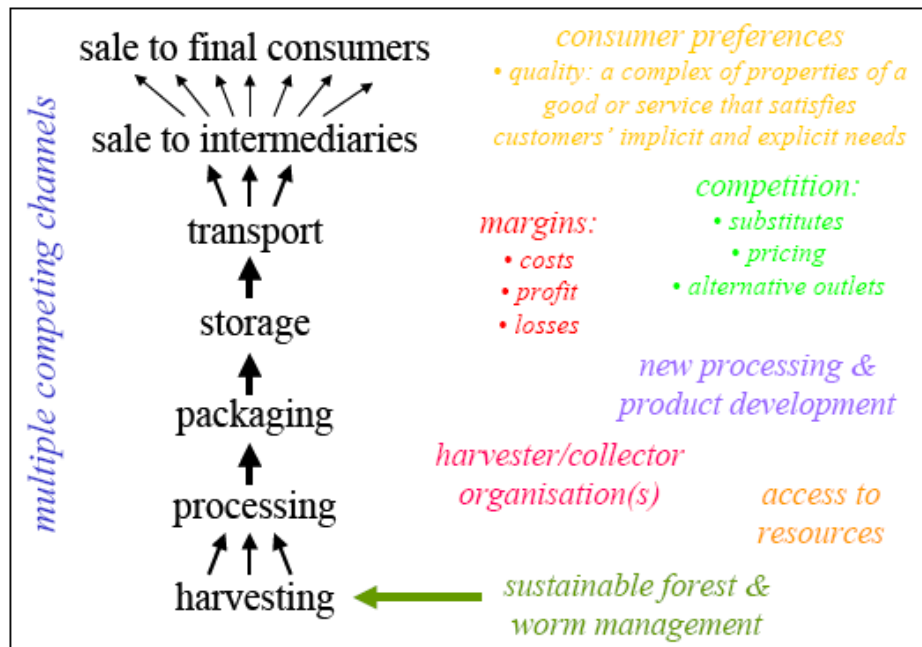 multiple competing channels
sale to final consumers
sale to intermediaries
transport
storage
packaging
processing
harvesting
consumer preferences
• quality: a complex of properties of a
good or service that satisfies
customers' implicit and explicit needs
competition:
• substitutes
• pricing
• alternative outlets
margins:
• costs
• profit
• losses
new processing &
product development
harvester/collector
organisation(s)
access to
resources
sustainable forest &
worm management